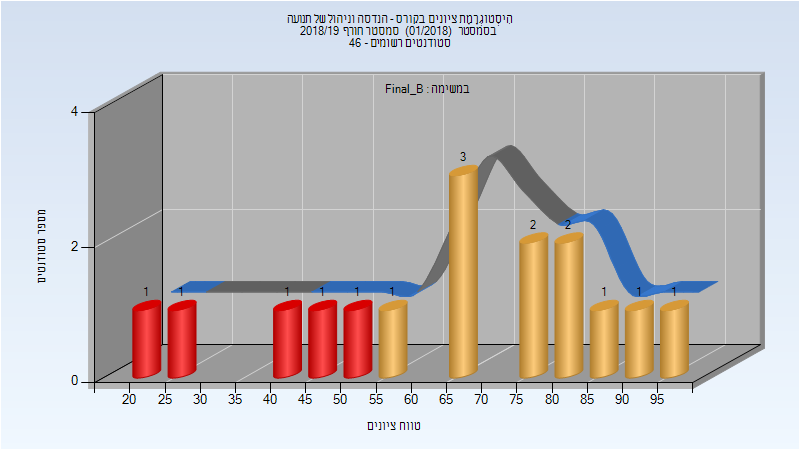 היסטוגרמת ציונים בקורס - הנדסה וניהול של תנועה
בסמסטר (01/2018) סמסטר חורף 2018/19
סטודנטים רשומים - 46
במשימה : Final_B
מספר סטודנטים
4
2
0
1 1 1 1 1 1 3 2 2 1 1 1
20 25 30 35 40 45 50 55 60 65 70 75 80 85 90 95
טווח ציונים